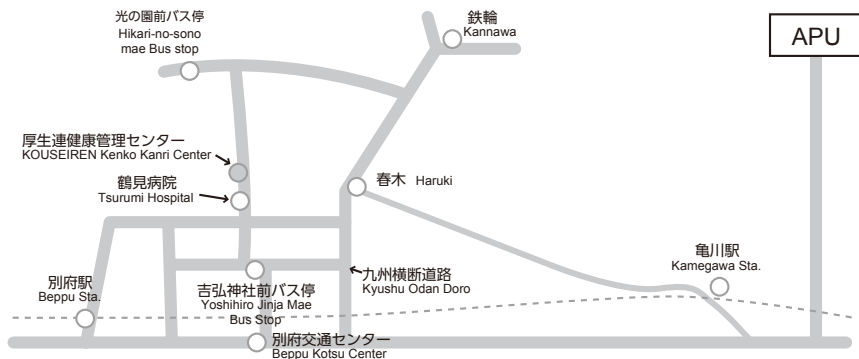 光の園前バス停
Hikari-no-sono
mae Bus stop
鉄輪
Kannawa
APU
厚生連健康管理センター
KOUSEIREN Kenko Kanri Center
鶴見病院
Tsurumi Hospital
春木 Haruki
亀川駅
Kamegawa Sta.
別府駅
Beppu Sta.
吉弘神社前バス停
Yoshihiro Jinja Mae
Bus Stop
九州横断道路
Kyushu Odan Doro
別府交通センター
Beppu Kotsu Center